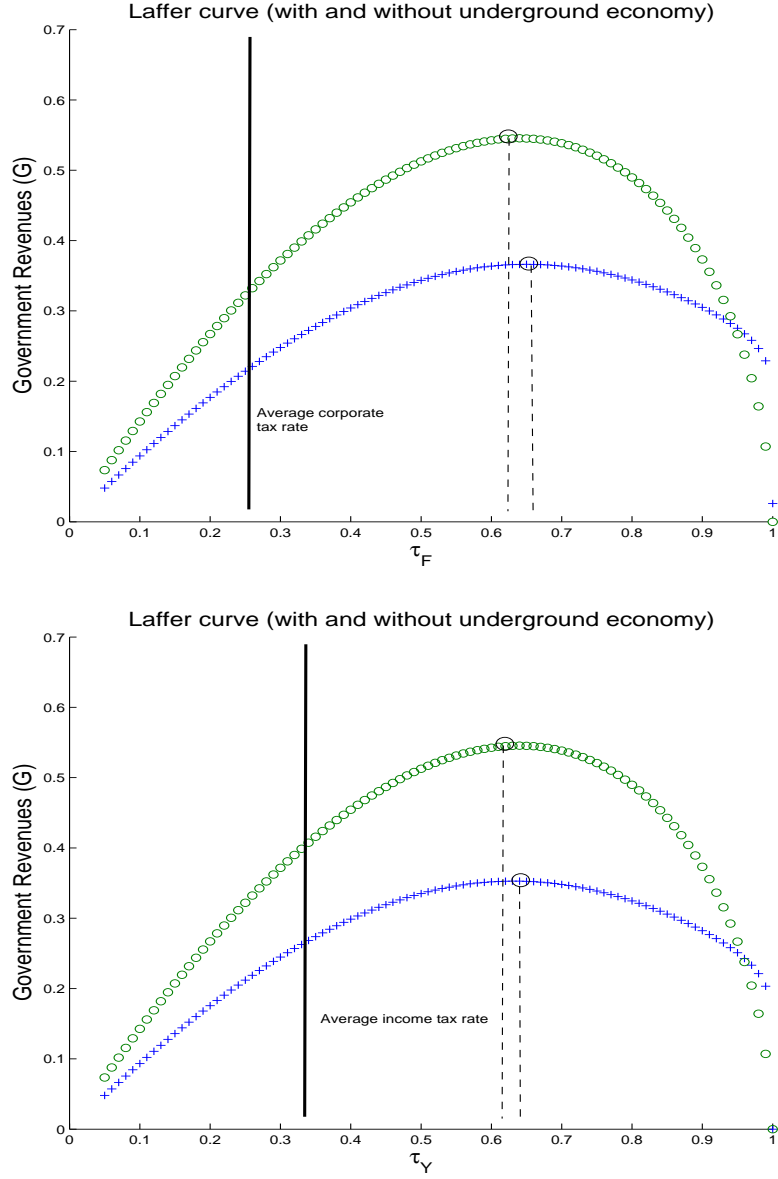 Laffer curve (with and without underground economy)
0.7
0.6
0.5
0.4
0.3
0.2
0.1
0
Government Revenues (G)
Average corporate
tax rate
0 0.1 0.2 0.3 0.4 0.5 0.6 0.7 0.8 0.9 1
τ_F
Laffer curve (with and without underground economy)
0.7
0.6
0.5
0.4
0.3
0.2
0.1
0
Government Revenues (G)
Average income tax rate
0 0.1 0.2 0.3 0.4 0.5 0.6 0.7 0.8 0.9 1
τ_Y